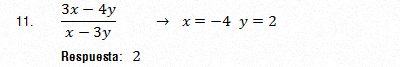 11. (3x − 4y)/(x − 3y) → x = −4 y = 2
Respuesta: 2